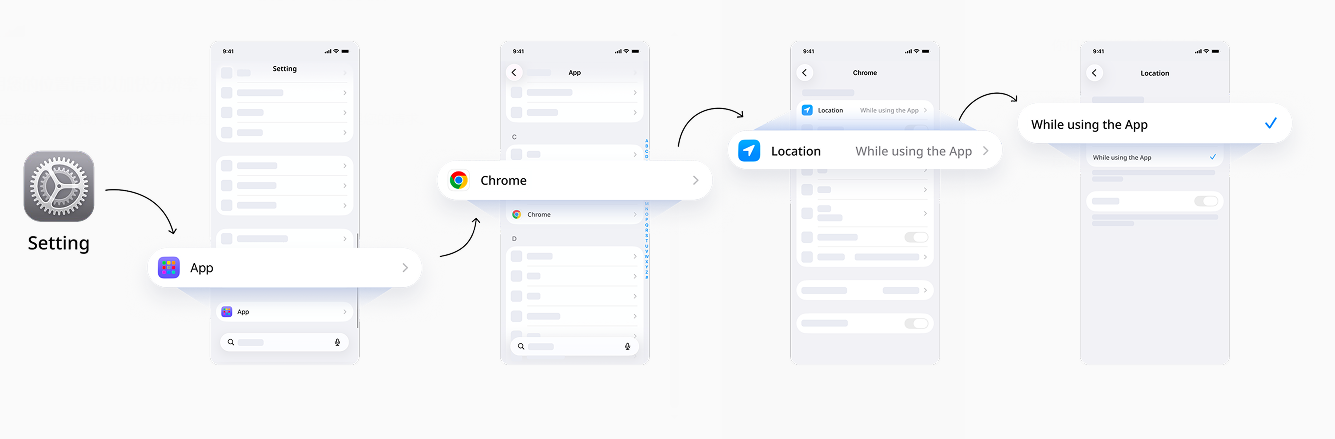 Setting
9:41
Setting
App
App
9:41
App
C
Chrome
Chrome
D
A
B
C
D
M
N
O
P
Q
R
S
T
U
V
W
X
Y
Z
#
9:41
Chrome
Location While using the App
Location While using the App
9:41
Location
While using the App
While using the App